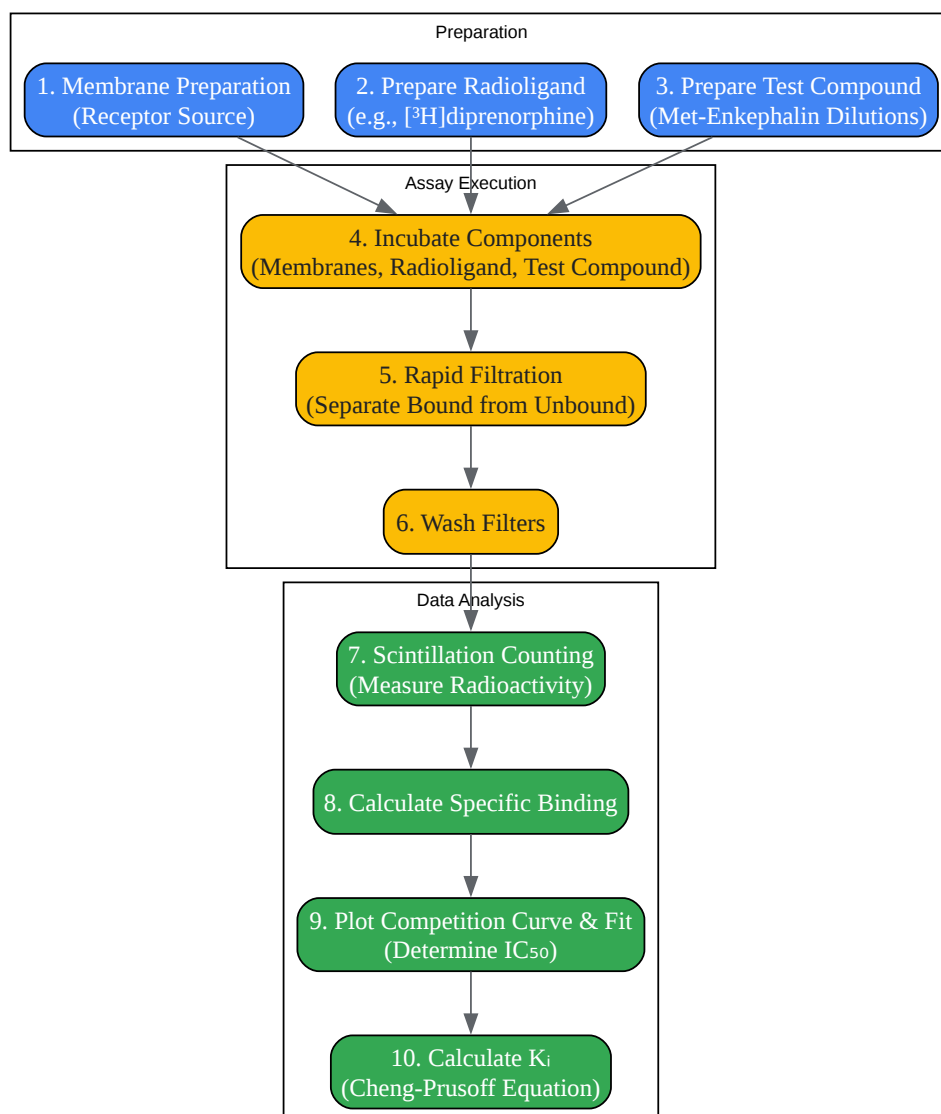 Preparation
1. Membrane Preparation
(Receptor Source)
2. Prepare Radioligand
(e.g., [³H]diprenorphine)
3. Prepare Test Compound
(Met-Enkephalin Dilutions)
Assay Execution
4. Incubate Components
(Membranes, Radioligand, Test Compound)
5. Rapid Filtration
(Separate Bound from Unbound)
6. Wash Filters
Data Analysis
7. Scintillation Counting
(Measure Radioactivity)
8. Calculate Specific Binding
9. Plot Competition Curve & Fit
(Determine IC₅₀)
10. Calculate Kᵢ
(Cheng-Prusoff Equation)